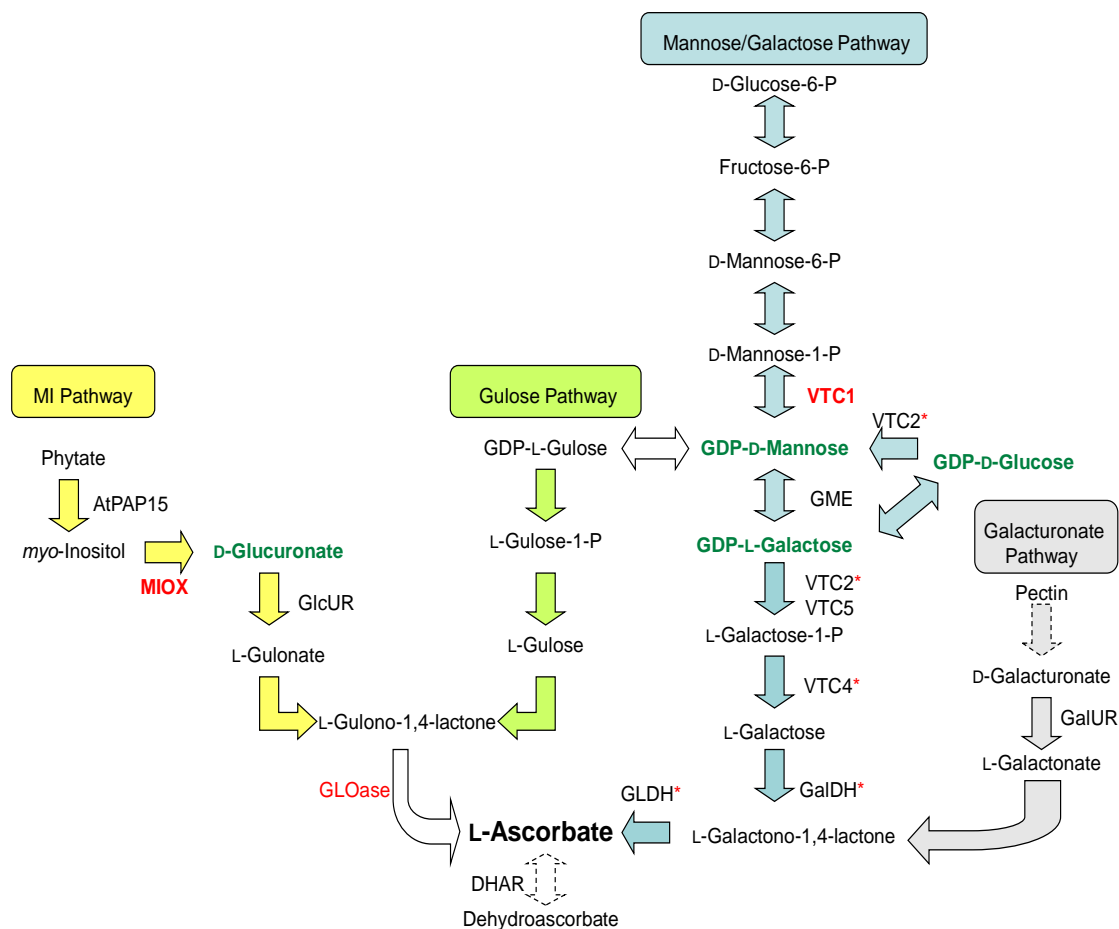 Mannose/Galactose Pathway
D-Glucose-6-P
Fructose-6-P
D-Mannose-6-P
D-Mannose-1-P
VTC1
MI Pathway
Gulose Pathway
VTC2*
GDP-L-Gulose
GDP-D-Mannose
GDP-D-Glucose
Phytate
AtPAP15
GME
myo-Inositol
D-Glucuronate
MIOX
L-Gulose-1-P
GDP-L-Galactose
Galacturonate
Pathway
GlcUR
VTC2*
VTC5
Pectin
L-Gulonate
L-Gulose
L-Galactose-1-P
D-Galacturonate
VTC4*
L-Gulono-1,4-lactone
L-Galactose
GalUR
L-Galactonate
GLOase
GLDH*
GalDH*
L-Ascorbate
L-Galactono-1,4-lactone
DHAR
Dehydroascorbate